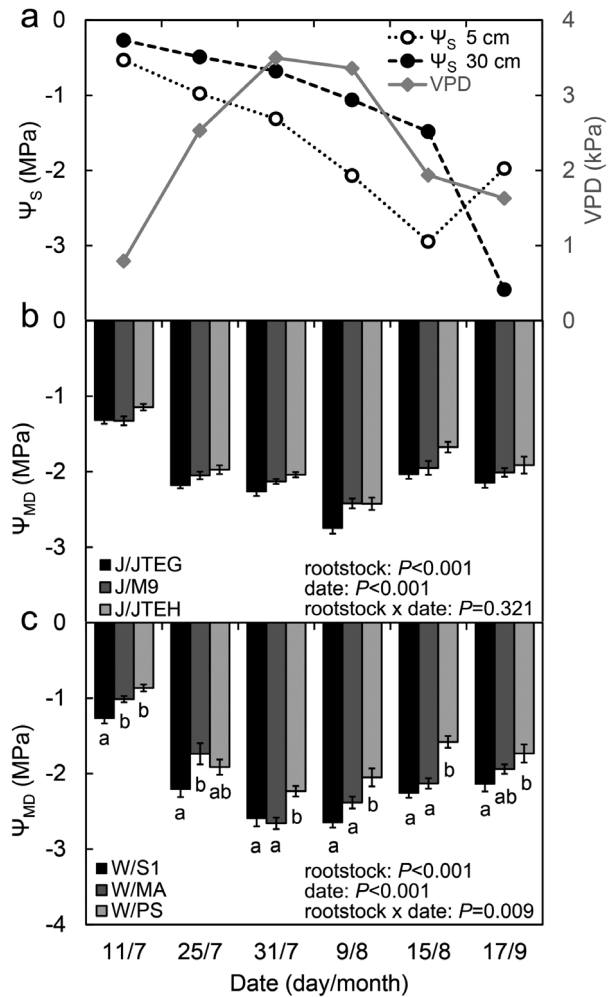 a
0
-1
-2
-3
ΨS (MPa)
Ψs 5 cm
Ψs 30 cm
VPD
4
3
2
1
0
VPD (kPa)
b
0
-1
-2
-3
ΨMD (MPa)
J/JTEG
J/M9
J/JTEH
rootstock: P<0.001
date: P<0.001
rootstock x date: P=0.321
c
0
-1
-2
-3
-4
ΨMD (MPa)
a b b
a b ab
a a b
a a b
a a b
a ab b
W/S1
W/MA
W/PS
rootstock: P<0.001
date: P<0.001
rootstock x date: P=0.009
11/7 25/7 31/7 9/8 15/8 17/9
Date (day/month)